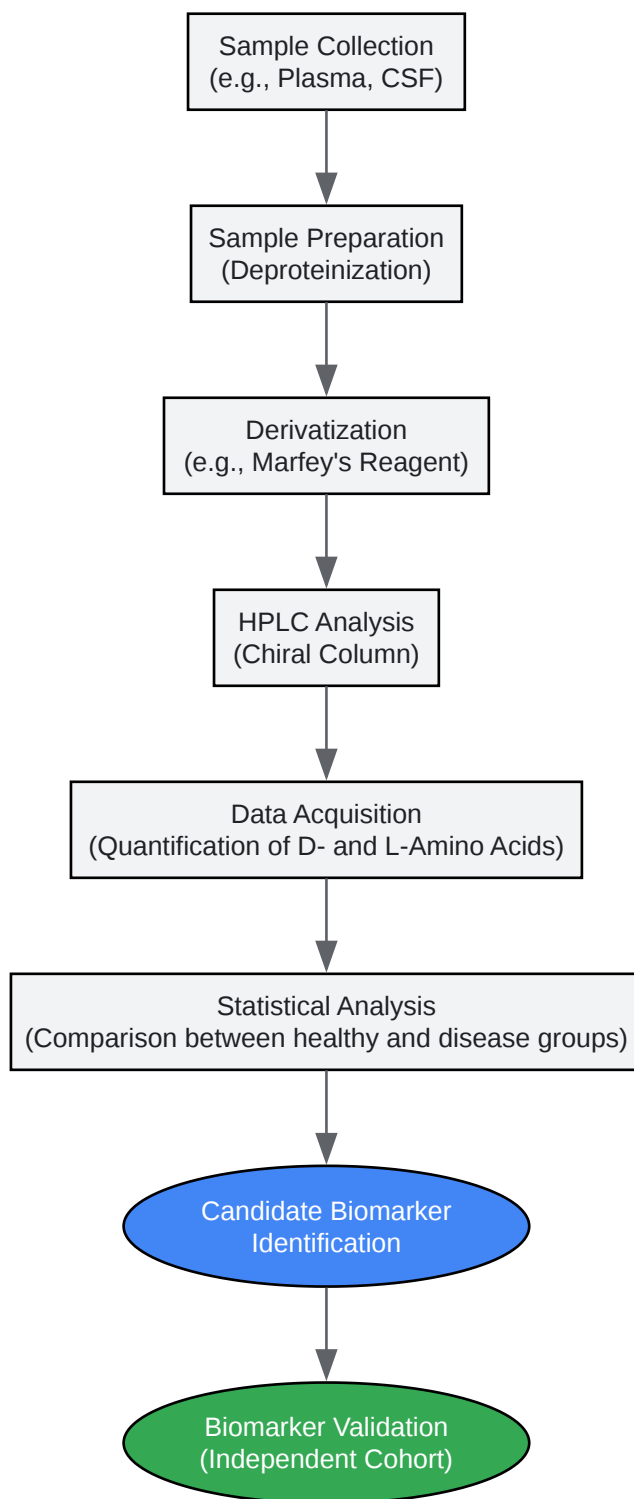 Sample Collection
(e.g., Plasma, CSF)
Sample Preparation
(Deproteinization)
Derivatization
(e.g., Marfey's Reagent)
HPLC Analysis
(Chiral Column)
Data Acquisition
(Quantification of D- and L-Amino Acids)
Statistical Analysis
(Comparison between healthy and disease groups)
Candidate Biomarker
Identification
Biomarker Validation
(Independent Cohort)